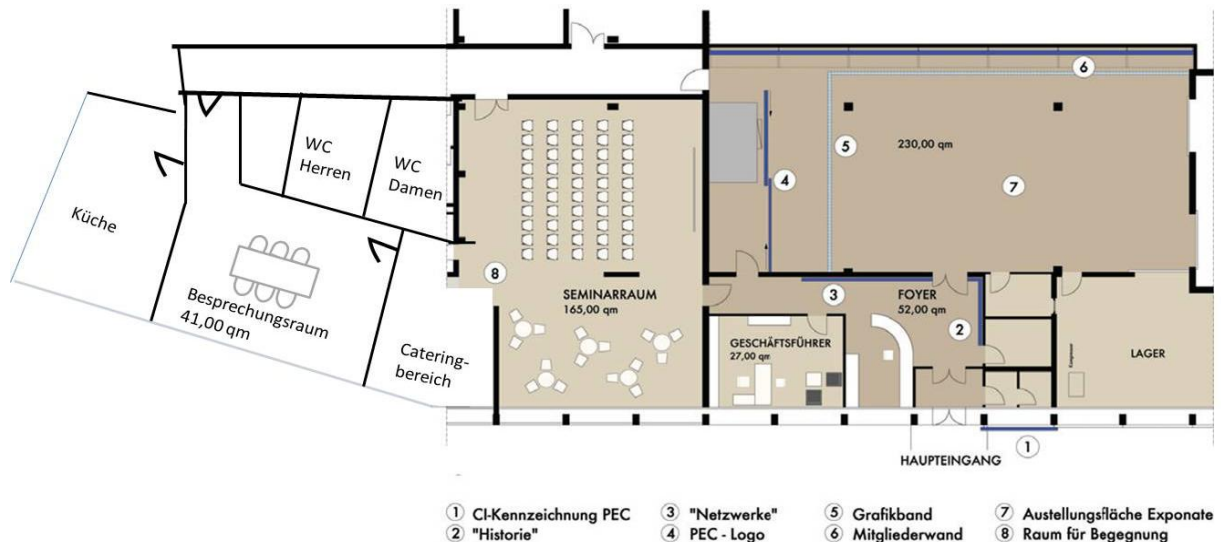 6
WC
Herren
WC
Damen
5
230,00 qm
4
7
Küche
8
Besprechungsraum
41,00 qm
SEMINARRAUM
165,00 qm
3
FOYER
52,00 qm
2
GESCHÄFTSFÜHRER
27,00 qm
Catering-
bereich
LAGER
Kompressor
HAUPTEINGANG
1
1 CI-Kennzeichnung PEC
2 "Historie"
3 "Netzwerke"
4 PEC - Logo
5 Grafikband
6 Mitgliederwand
7 Austellungsfläche Exponate
8 Raum für Begegnung